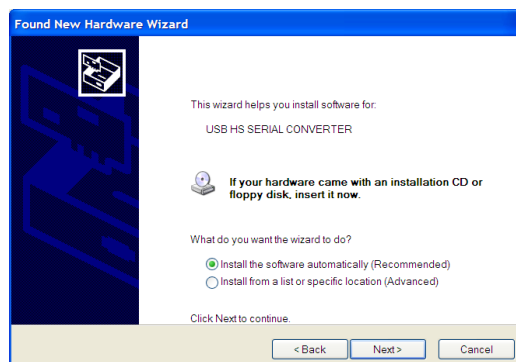 Found New Hardware Wizard
This wizard helps you install software for:
USB HS SERIAL CONVERTER
If your hardware came with an installation CD or
floppy disk, insert it now.
What do you want the wizard to do?
Install the software automatically (Recommended)
Install from a list or specific location (Advanced)
Click Next to continue.
< Back Next > Cancel